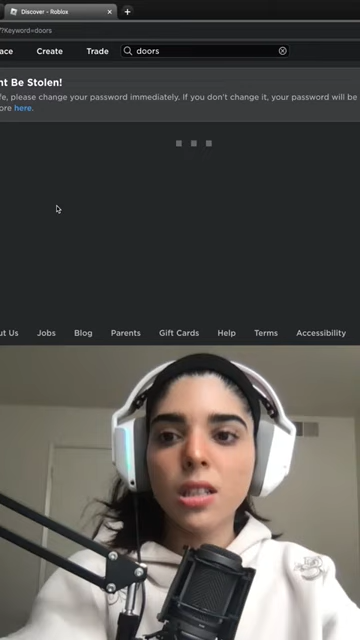 Discover - Roblox
/?Keyword=doors
ace Create Trade doors
nt Be Stolen!
fe, please change your password immediately. If you don't change it, your password will be
ore here.
ut Us Jobs Blog Parents Gift Cards Help Terms Accessibility